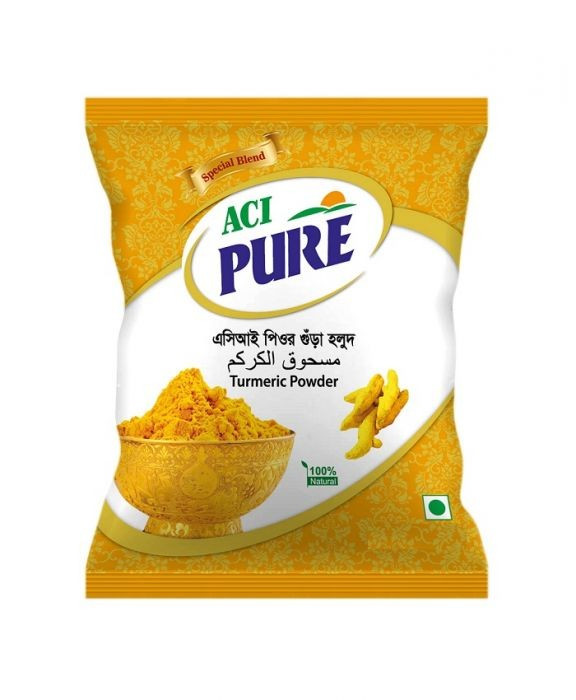 Special Blend
ACI
PURE
এসিআই পিওর গুঁড়া হলুদ
مسحوق الكركم
Turmeric Powder
100%
Natural